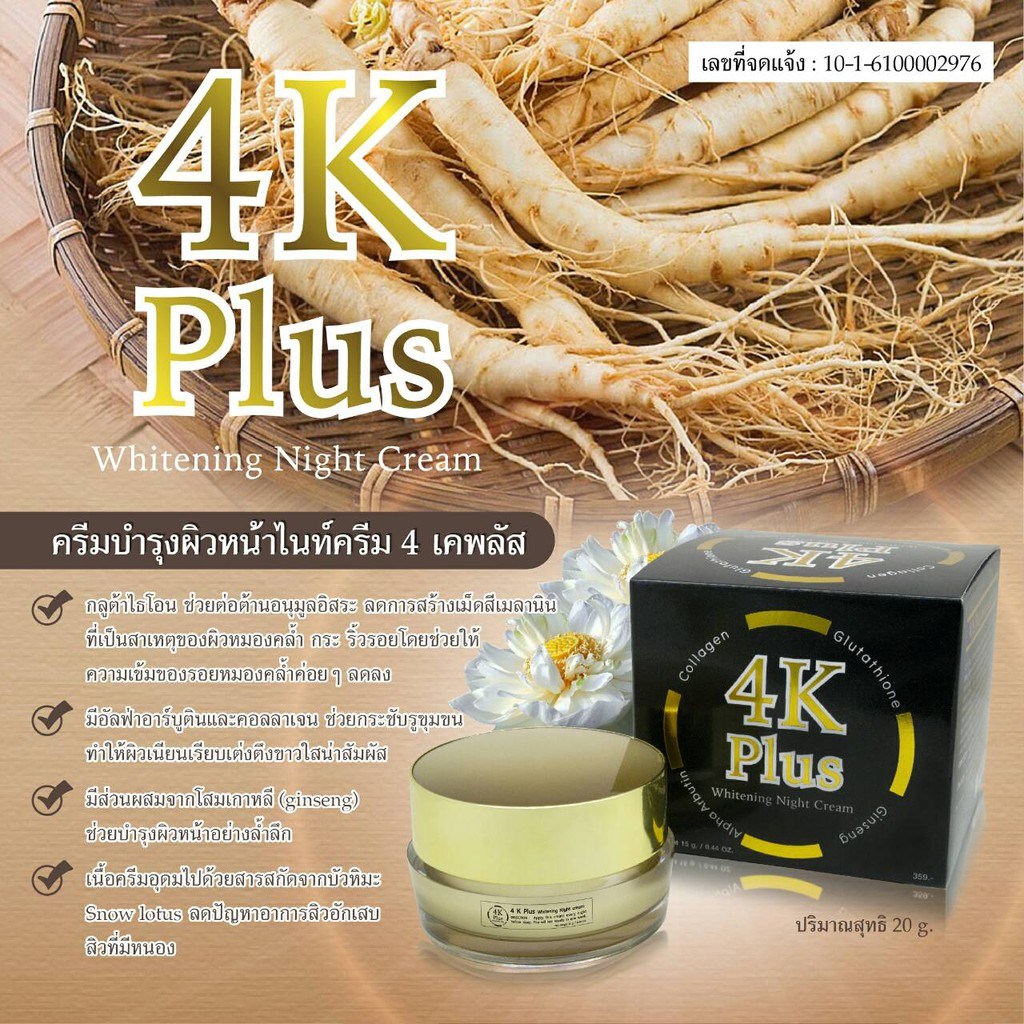 เลขที่จดแจ้ง : 10-1-6100002976
4K
Plus
Whitening Night Cream
ครีมบำรุงผิวหน้าไนท์ครีม 4 เคพลัส
กลูต้าไธโอน ช่วยต่อต้านอนุมูลอิสระ ลดการสร้างเม็ดสีเมลานิน
ที่เป็นสาเหตุของผิวหมองคล้ำ กระ ริ้วรอยโดยช่วยให้
ความเข้มของรอยหมองคล้ำค่อย ๆ ลดลง
มีอัลฟ่าอาร์บูตินและคอลลาเจน ช่วยกระชับรูขุมขน
ทำให้ผิวเนียนเรียบเต่งตึงขาวใสน่าสัมผัส
มีส่วนผสมจากโสมเกาหลี (ginseng)
ช่วยบำรุงผิวหน้าอย่างล้ำลึก
เนื้อครีมอุดมไปด้วยสารสกัดจากบัวหิมะ
Snow lotus ลดปัญหาอาการสิวอักเสบ
สิวที่มีหนอง
4K
Plus
Collagen
Glutathione
Collagen
Glutathione
4K
Plus
Whitening Night Cream
Alpha Arburin
Ginseng
15 g. / 0.44 OZ.
359.-
4K
Plus
4 K Plus whitening night cream.
ปริมาณสุทธิ 20 g.